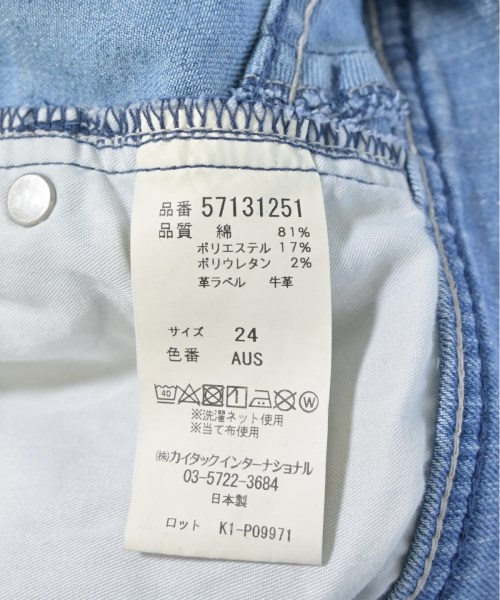 品番 57131251
品質 綿 81%
ポリエステル 17%
ポリウレタン 2%
革ラベル 牛革
サイズ 24
色番 AUS
40 W
※洗濯ネット使用
※当て布使用
㈱カイタックインターナショナル
03-5722-3684
日本製
ロット K1-P09971